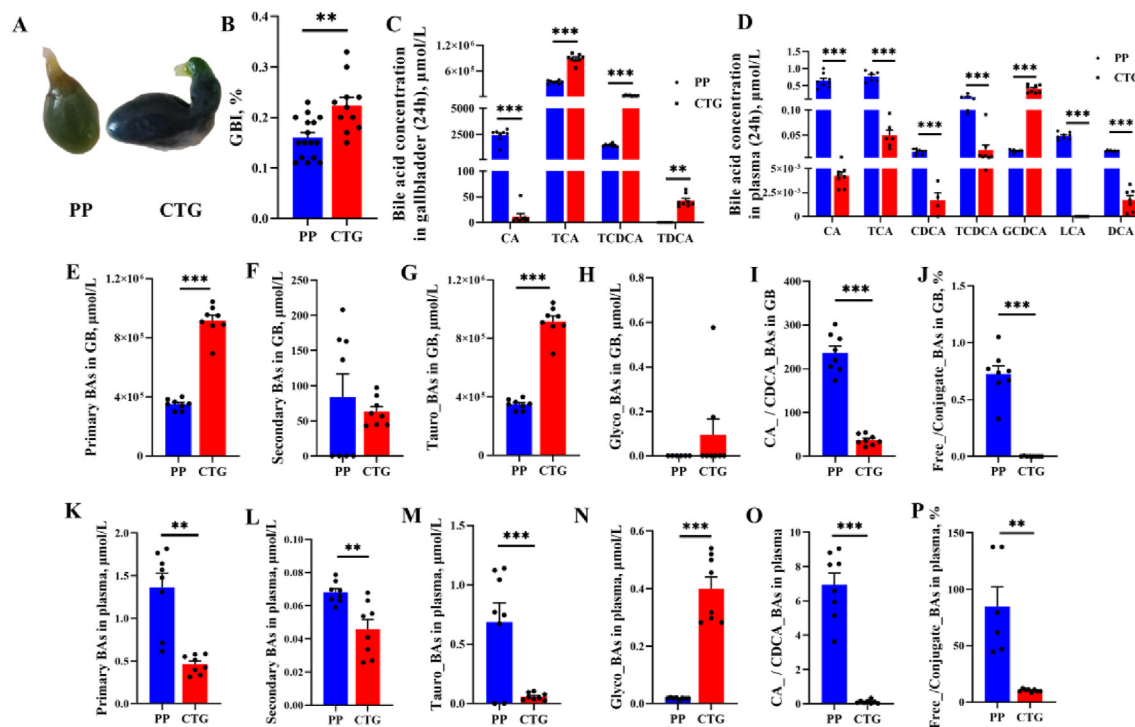 A
PP
CTG
B
GBI, %
**
0.4
0.3
0.2
0.1
0.0
PP
CTG
C
Bile acid concentration
in gallbladder (24h), μmol/L
1.2×10⁶
6×10⁵
5000
2500
100
50
0
***
***
***
**
PP
CTG
CA
TCA
TCDCA
TDCA
D
Bile acid concentration
in plasma (24h), μmol/L
1.5
1.0
0.5
0.10
0.05
5×10⁻³
0
***
***
***
***
***
***
***
PP
CTG
CA
TCA
CDCA
TCDCA
GCDCA
LCA
DCA
E
Primary BAs in GB, μmol/L
1.2×10⁶
8×10⁵
4×10⁵
0
***
PP
CTG
F
Secondary BAs in GB, μmol/L
250
200
150
100
50
0
PP
CTG
G
Tauro_BAs in GB, μmol/L
1.2×10⁶
8×10⁵
4×10⁵
0
***
PP
CTG
H
Glyco_BAs in GB, μmol/L
0.8
0.6
0.4
0.2
0.0
PP
CTG
I
CA_ / CDCA_BAs in GB
400
300
200
100
0
***
PP
CTG
J
Free_/Conjugate_BAs in GB, %
1.5
1.0
0.5
0.0
***
PP
CTG
K
Primary BAs in plasma, μmol/L
2.0
1.5
1.0
0.5
0.0
**
PP
CTG
L
Secondary BAs in plasma, μmol/L
0.10
0.08
0.06
0.04
0.02
0.00
**
PP
CTG
M
Tauro_BAs in plasma, μmol/L
1.5
1.0
0.5
0.0
***
PP
CTG
N
Glyco_BAs in plasma, μmol/L
0.6
0.4
0.2
0.0
***
PP
CTG
O
CA_ / CDCA_BAs in plasma
10
8
6
4
2
0
***
PP
CTG
P
Free_/Conjugate_BAs in plasma, %
150
100
50
0
**
PP
CTG